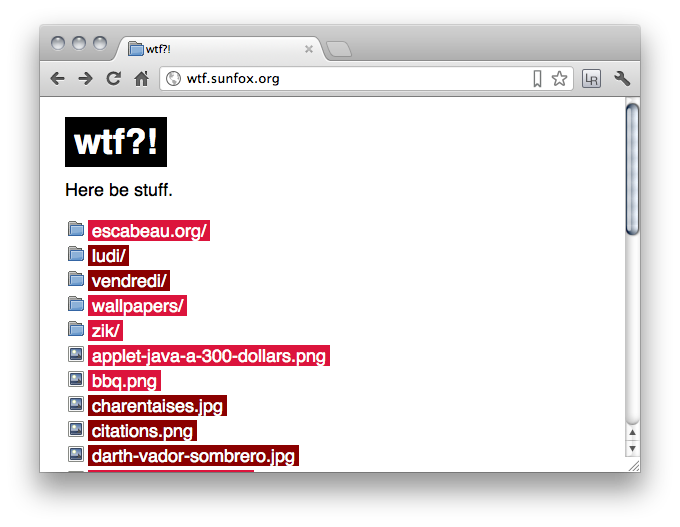 wtf?!
wtf.sunfox.org
LR
wtf?!
Here be stuff.
escabeau.org/
ludi/
vendredi/
wallpapers/
zik/
applet-java-a-300-dollars.png
bbq.png
charentaises.jpg
citations.png
darth-vador-sombrero.jpg